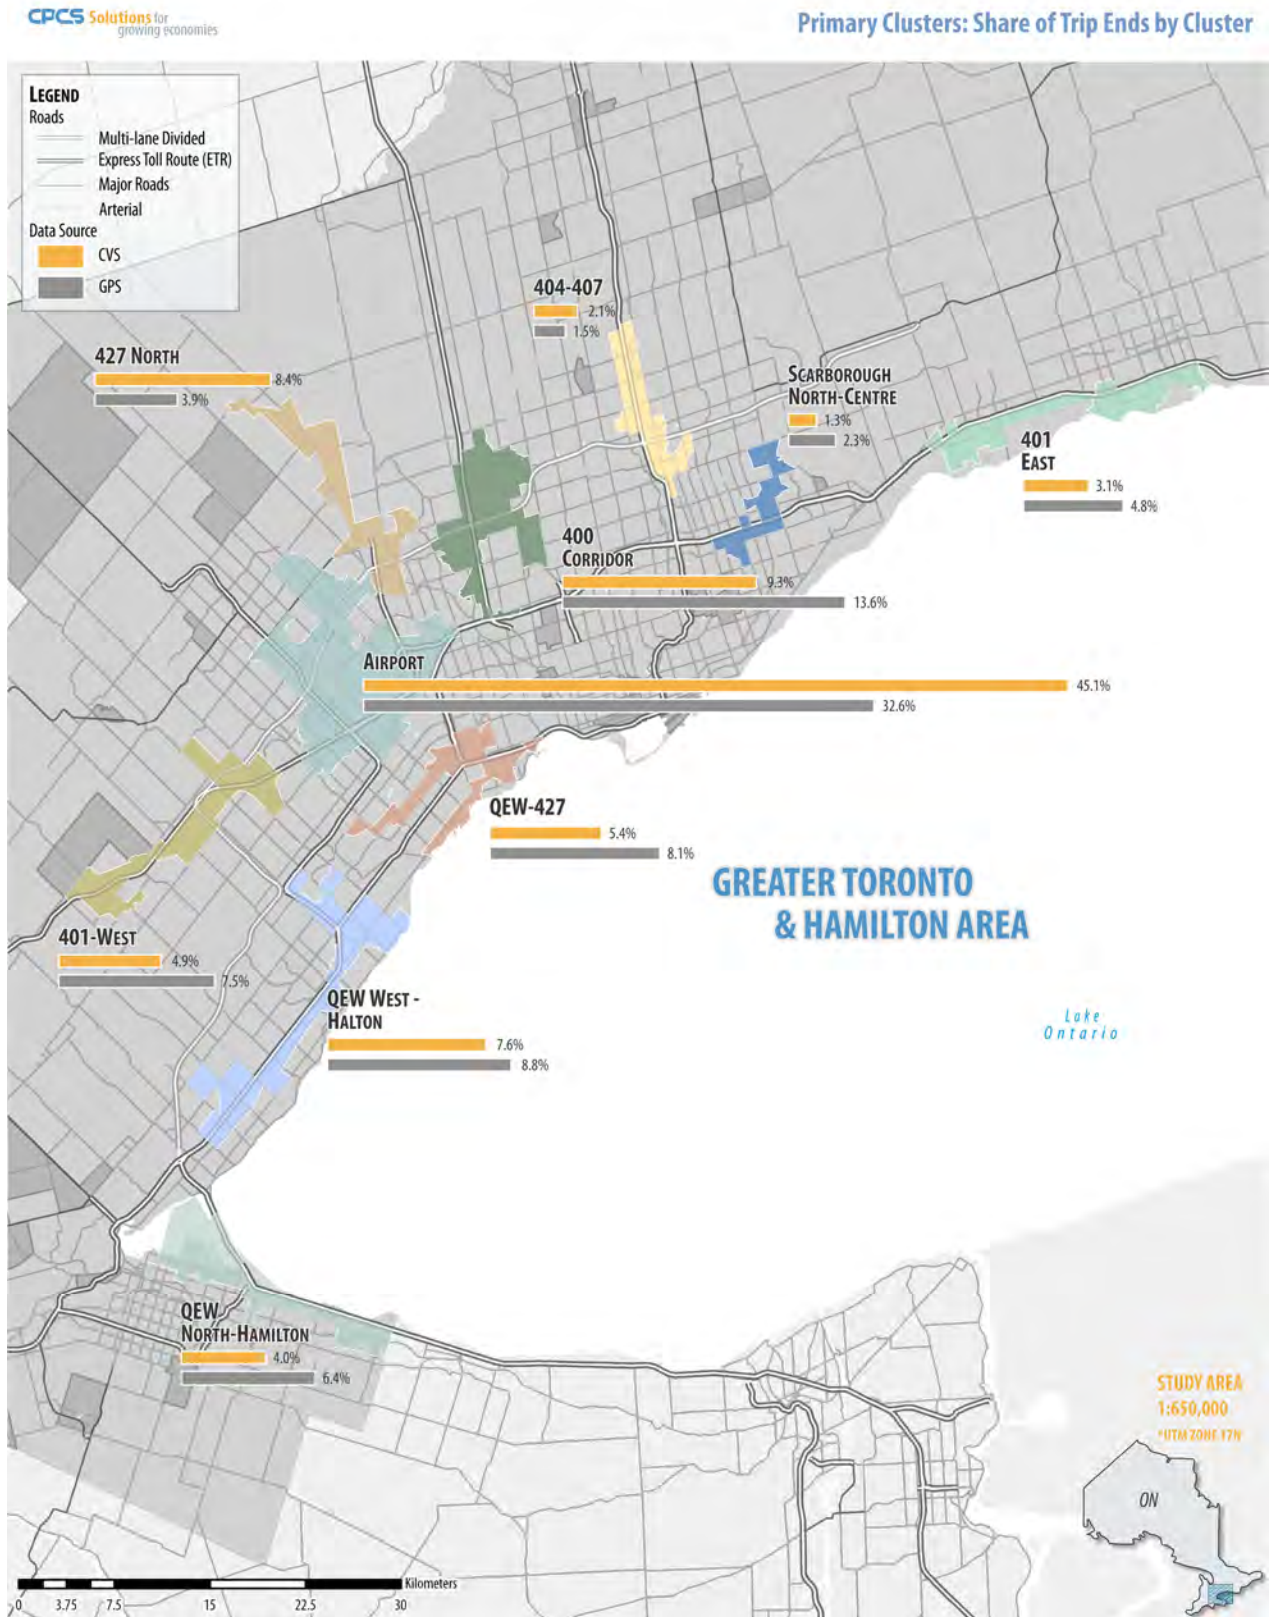 CPCS Solutions for
growing economies
Primary Clusters: Share of Trip Ends by Cluster
LEGEND
Roads
Multi-lane Divided
Express Toll Route (ETR)
Major Roads
Arterial
Data Source
CVS
GPS
404-407
2.1%
1.5%
427 NORTH
8.4%
3.9%
SCARBOROUGH
NORTH-CENTRE
1.3%
2.3%
401
EAST
3.1%
4.8%
400
CORRIDOR
9.3%
13.6%
AIRPORT
45.1%
32.6%
QEW-427
5.4%
8.1%
GREATER TORONTO
& HAMILTON AREA
401-WEST
4.9%
7.5%
QEW WEST -
HALTON
7.6%
8.8%
Lake
Ontario
QEW
NORTH-HAMILTON
4.0%
6.4%
STUDY AREA
1:650,000
*UTM ZONE 17N
ON
Kilometers
0 3.75 7.5 15 22.5 30